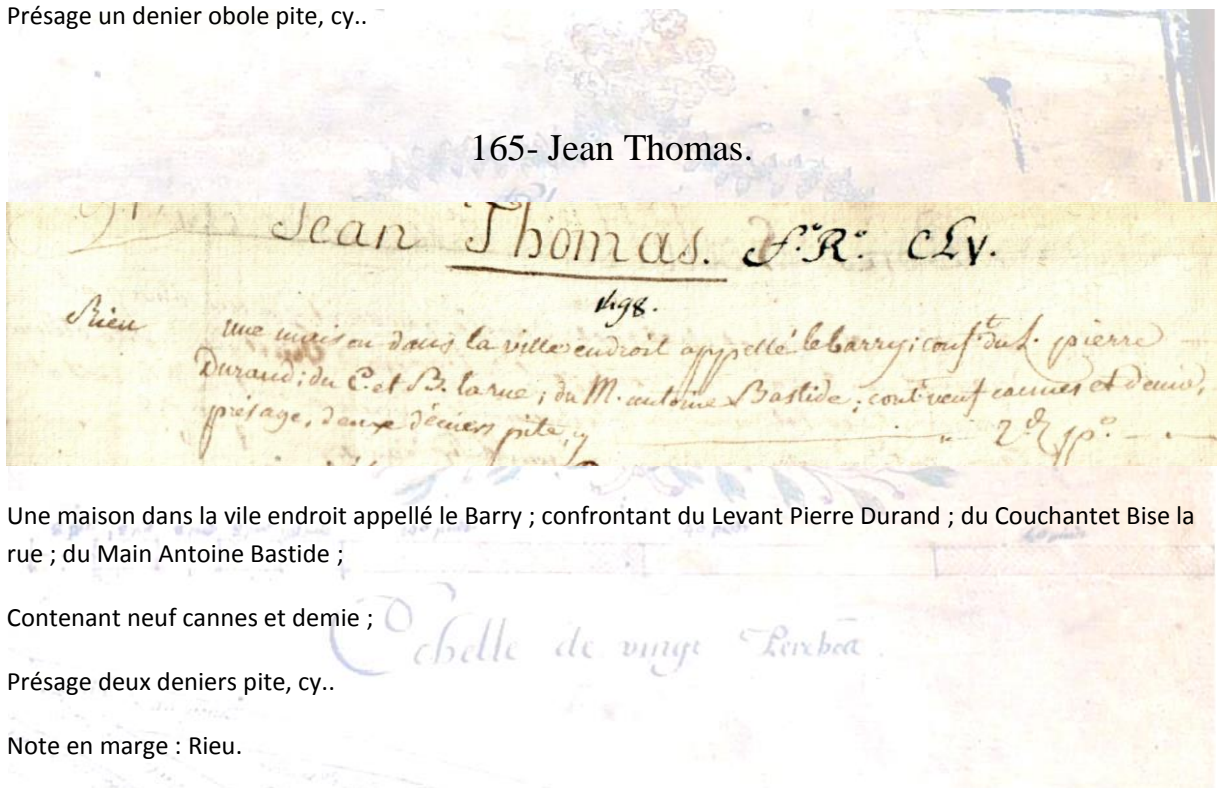 Présage un denier obole pite, cy..
165- Jean Thomas.
Jean Thomas. f.º R.º CLV.
1498.
Rieu une maison dans la ville endroit appellé le barry; conf.t du L. pierre
Durand; du C. et B. la rue; du M. antoine Bastide; cont. neuf cannes et demie,
présage, deux deniers pite, cy 2 d p.º
Une maison dans la vile endroit appellé le Barry ; confrontant du Levant Pierre Durand ; du Couchantet Bise la
rue ; du Main Antoine Bastide ;
Contenant neuf cannes et demie ;
Echelle de vingt
Présage deux deniers pite, cy..
Note en marge : Rieu.